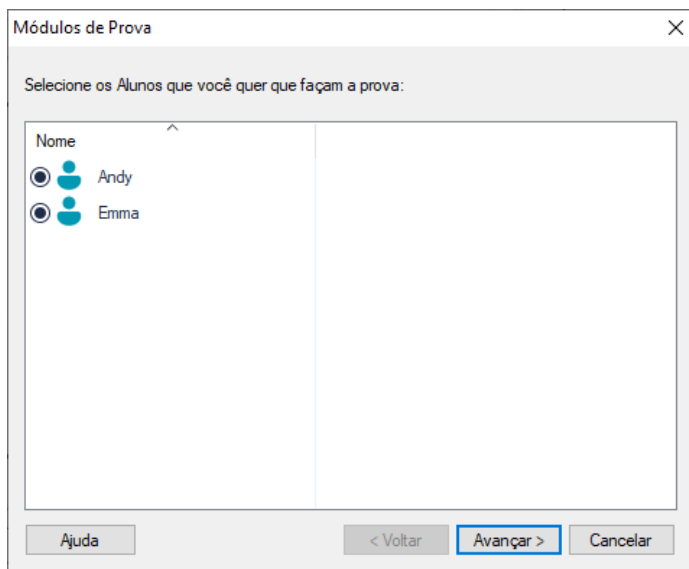 Módulos de Prova
Selecione os Alunos que você quer que façam a prova:
Nome
Andy
Emma
Ajuda
< Voltar
Avançar >
Cancelar